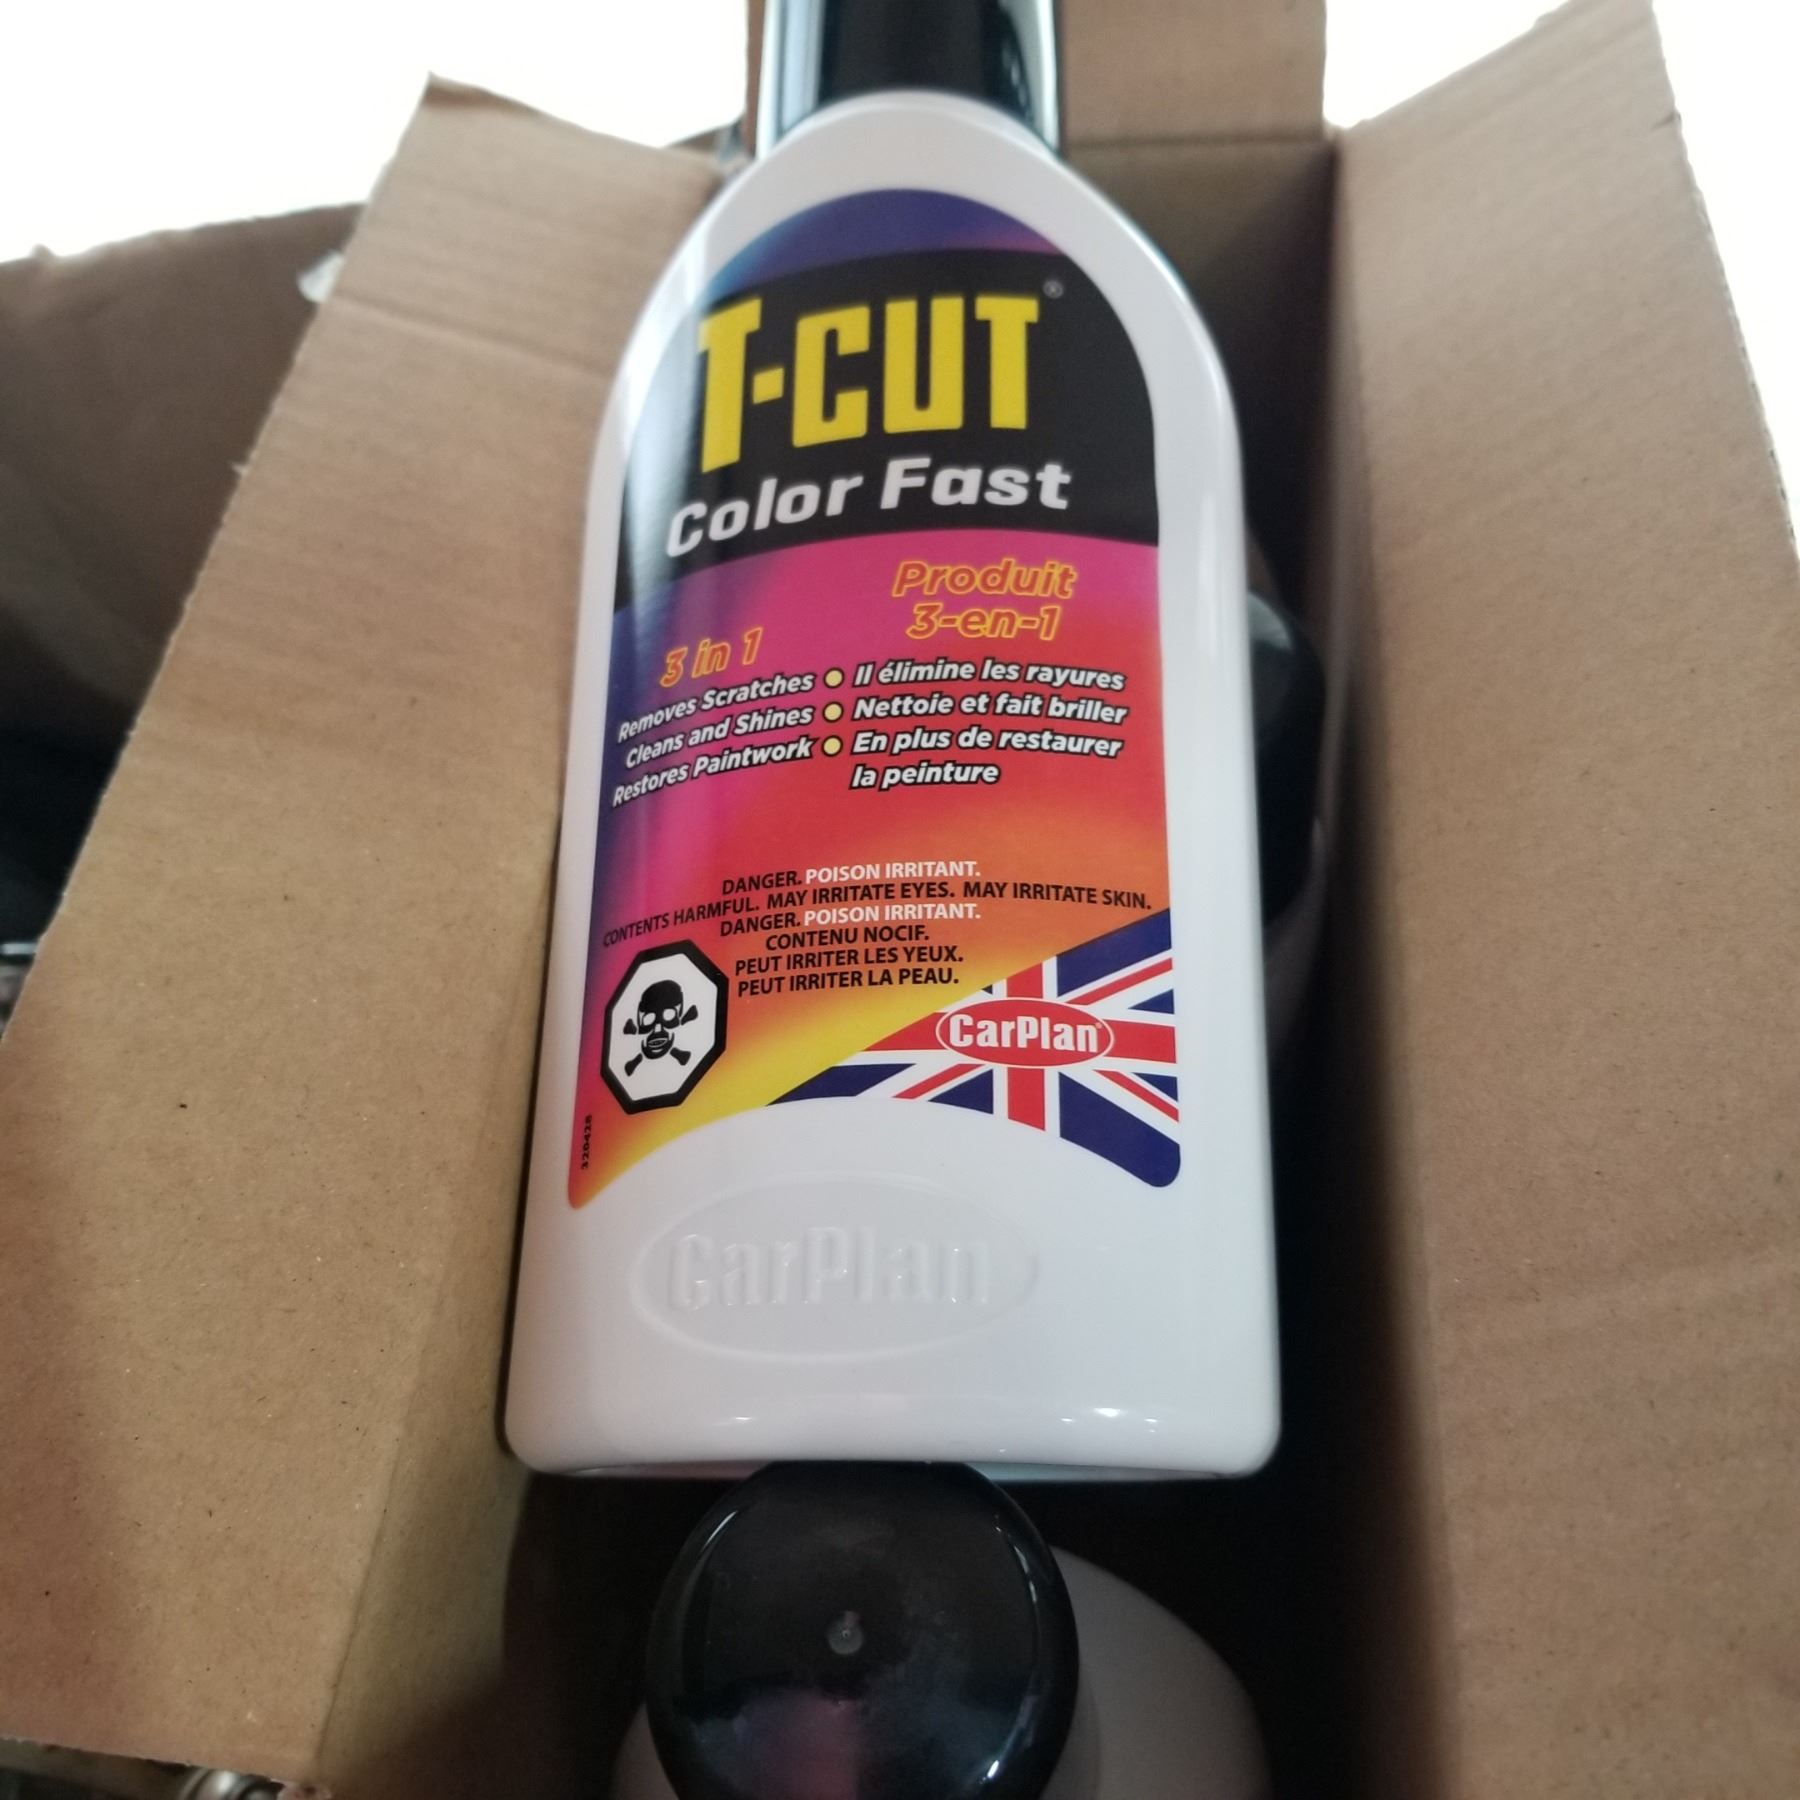 T-CUT®
Color Fast
3 in 1
Removes Scratches
Cleans and Shines
Restores Paintwork
Produit
3-en-1
Il élimine les rayures
Nettoie et fait briller
En plus de restaurer
la peinture
DANGER. POISON IRRITANT.
CONTENTS HARMFUL. MAY IRRITATE EYES. MAY IRRITATE SKIN.
DANGER. POISON IRRITANT.
CONTENU NOCIF.
PEUT IRRITER LES YEUX.
PEUT IRRITER LA PEAU.
CarPlan®
320428
CarPlan